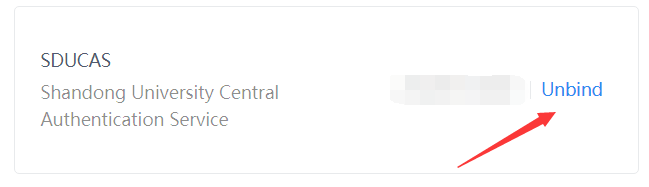 SDUCAS
Shandong University Central
Authentication Service
Unbind